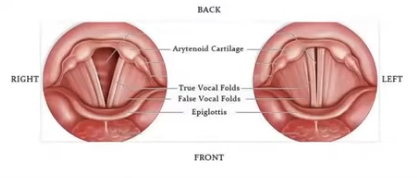 BACK
Arytenoid Cartilage
RIGHT
LEFT
True Vocal Folds
False Vocal Folds
Epiglottis
FRONT